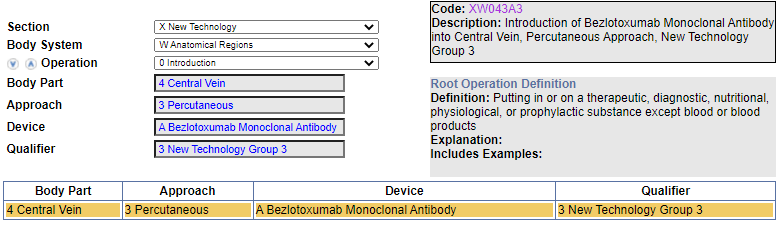 Section X New Technology
Body System W Anatomical Regions
Operation 0 Introduction
Body Part 4 Central Vein
Approach 3 Percutaneous
Device A Bezlotoxumab Monoclonal Antibody
Qualifier 3 New Technology Group 3
Code: XW043A3
Description: Introduction of Bezlotoxumab Monoclonal Antibody
into Central Vein, Percutaneous Approach, New Technology
Group 3
Root Operation Definition
Definition: Putting in or on a therapeutic, diagnostic, nutritional,
physiological, or prophylactic substance except blood or blood
products
Explanation:
Includes Examples:
Body Part Approach Device Qualifier
4 Central Vein 3 Percutaneous A Bezlotoxumab Monoclonal Antibody 3 New Technology Group 3